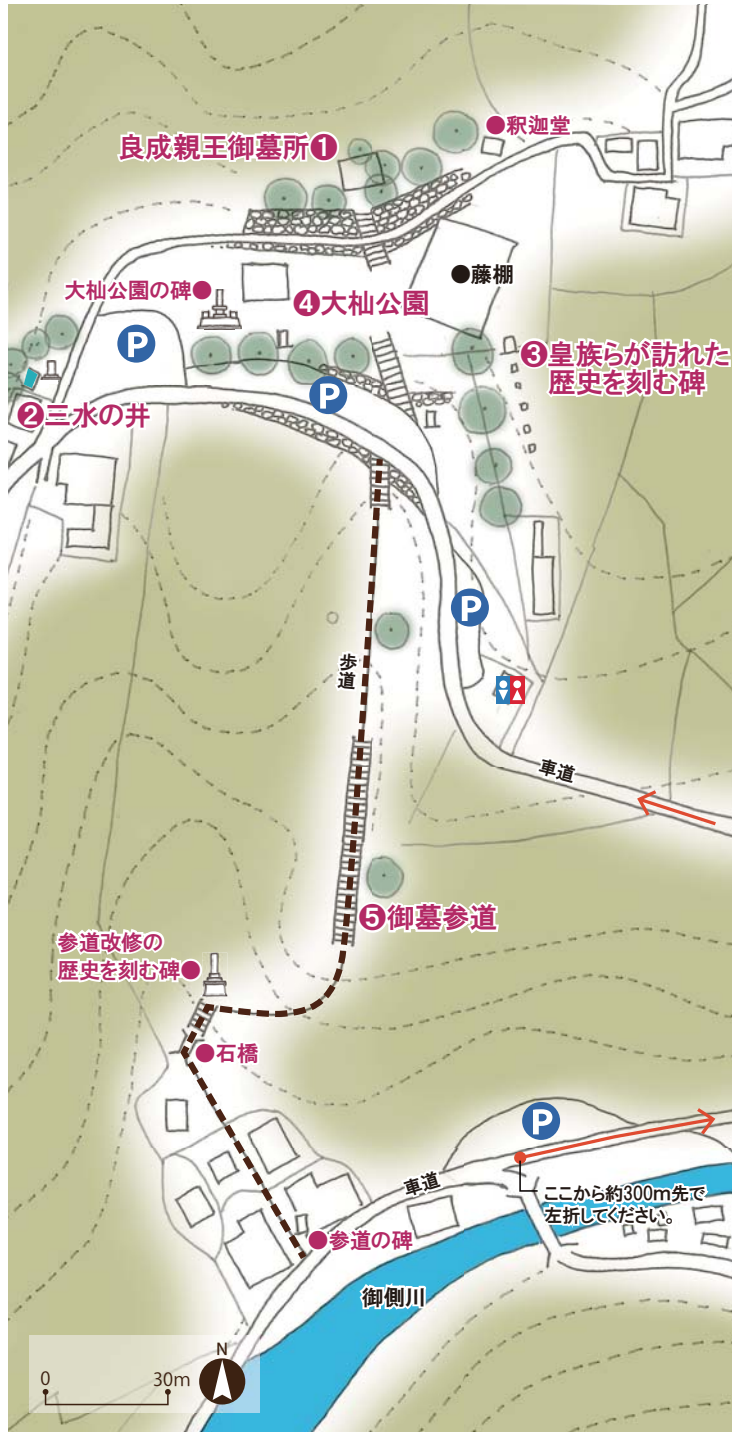 ●釈迦堂
良成親王御墓所❶
●藤棚
大杣公園の碑●
❹大杣公園
P
P
❸皇族らが訪れた
歴史を刻む碑
❷三水の井
P
歩道
車道
❺御墓参道
参道改修の
歴史を刻む碑●
●石橋
P
車道
ここから約300m先で
左折してください。
●参道の碑
御側川
0 30m
N